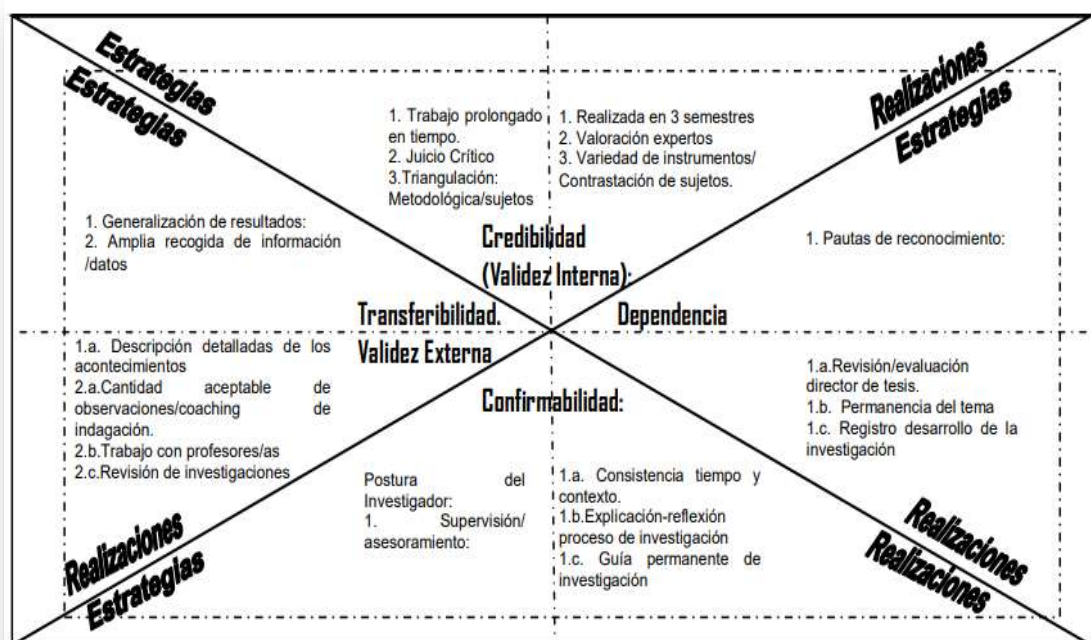 Estrategias
Estrategias
Realizaciones
Estrategias
1. Trabajo prolongado
en tiempo.
2. Juicio Crítico
3.Triangulación:
Metodológica/sujetos
1. Realizada en 3 semestres
2. Valoración expertos
3. Variedad de instrumentos/
Contrastación de sujetos.
1. Generalización de resultados:
2. Amplia recogida de información
/datos
Credibilidad
(Validez Interna):
1. Pautas de reconocimiento:
Transferibilidad.
Validez Externa
Dependencia
1.a. Descripción detalladas de los
acontecimientos
2.a.Cantidad aceptable de
observaciones/coaching de
indagación.
2.b.Trabajo con profesores/as
2.c.Revisión de investigaciones
1.a.Revisión/evaluación
director de tesis.
1.b. Permanencia del tema
1.c. Registro desarrollo de la
investigación
Confirmabilidad:
Postura del
Investigador:
1. Supervisión/
asesoramiento:
1.a. Consistencia tiempo y
contexto.
1.b.Explicación-reflexión
proceso de investigación
1.c. Guía permanente de
investigación
Realizaciones
Estrategias
Realizaciones
Realizaciones